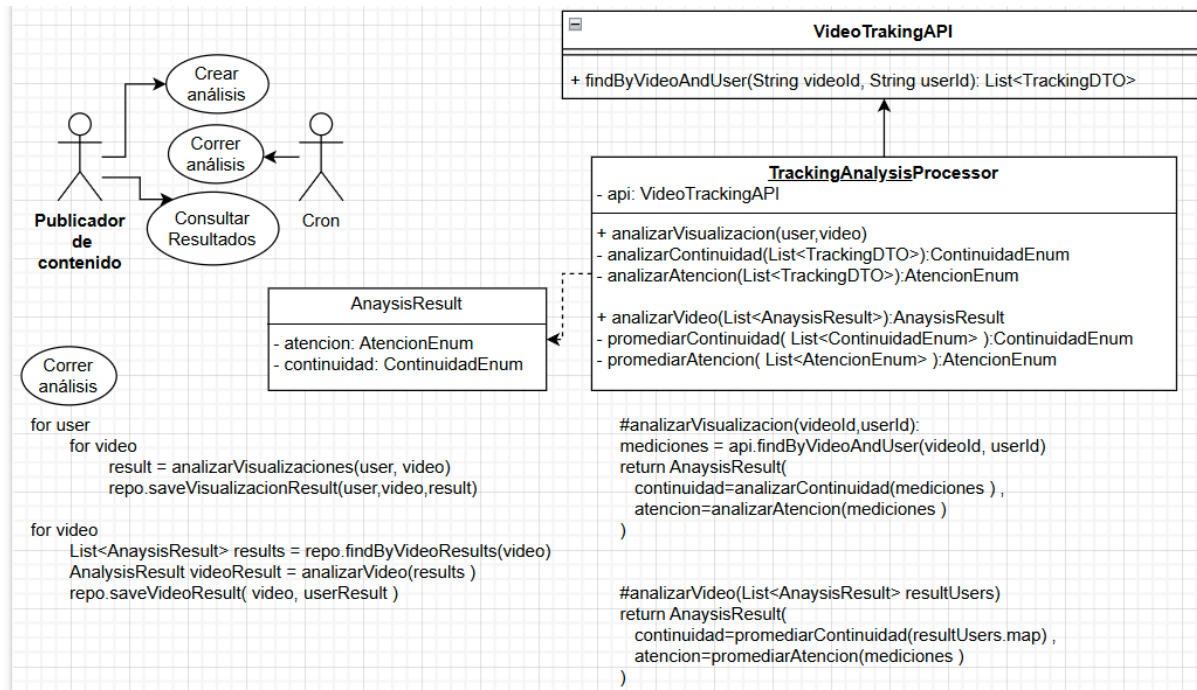 Crear
análisis
Correr
análisis
Consultar
Resultados
Publicador
de
contenido
Cron
VideoTrakingAPI
+ findByVideoAndUser(String videoId, String userId): List<TrackingDTO>
TrackingAnalysisProcessor
- api: VideoTrackingAPI
+ analizarVisualizacion(user,video)
- analizarContinuidad(List<TrackingDTO>):ContinuidadEnum
- analizarAtencion(List<TrackingDTO>):AtencionEnum
+ analizarVideo(List<AnaysisResult>):AnaysisResult
- promediarContinuidad( List<ContinuidadEnum> ):ContinuidadEnum
- promediarAtencion( List<AtencionEnum> ):AtencionEnum
AnaysisResult
- atencion: AtencionEnum
- continuidad: ContinuidadEnum
Correr
análisis
for user
for video
result = analizarVisualizaciones(user, video)
repo.saveVisualizacionResult(user,video,result)
for video
List<AnaysisResult> results = repo.findByVideoResults(video)
AnalysisResult videoResult = analizarVideo(results )
repo.saveVideoResult( video, userResult )
#analizarVisualizacion(videoId,userId):
mediciones = api.findByVideoAndUser(videoId, userId)
return AnaysisResult(
continuidad=analizarContinuidad(mediciones ) ,
atencion=analizarAtencion(mediciones )
)
#analizarVideo(List<AnaysisResult> resultUsers)
return AnaysisResult(
continuidad=promediarContinuidad(resultUsers.map) ,
atencion=promediarAtencion(mediciones )
)